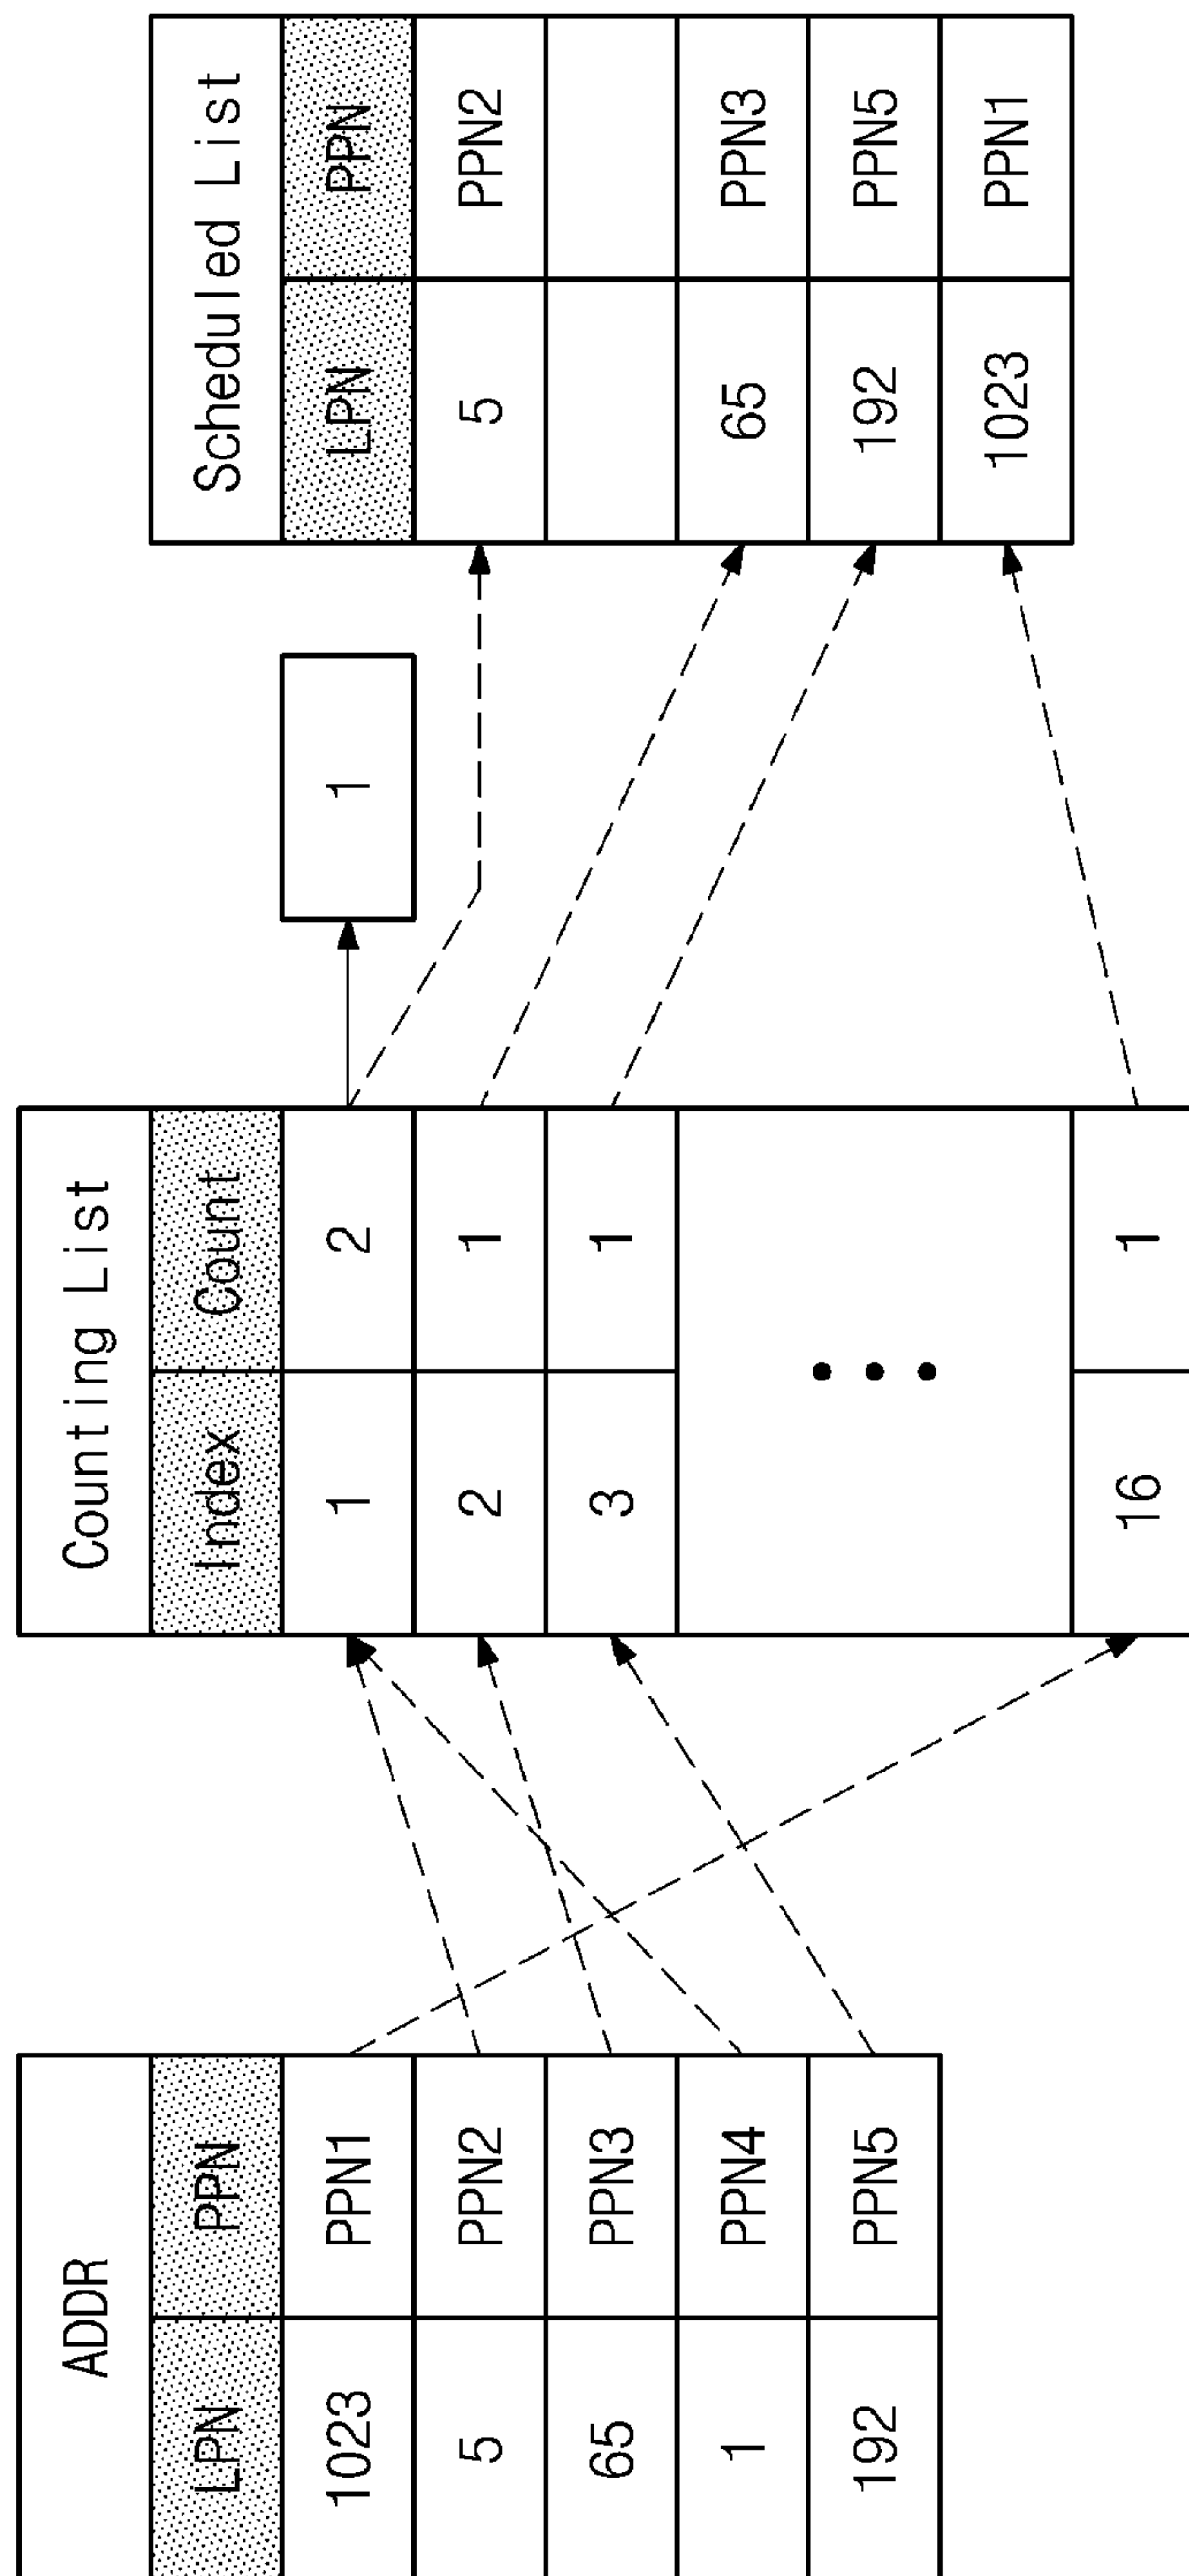 ADDR
LPN PPN
1023 PPN1
5 PPN2
65 PPN3
1 PPN4
192 PPN5
Counting List
Index Count
1 2
2 1
3 1
16 1
1
Scheduled List
LPN PPN
5 PPN2
65 PPN3
192 PPN5
1023 PPN1